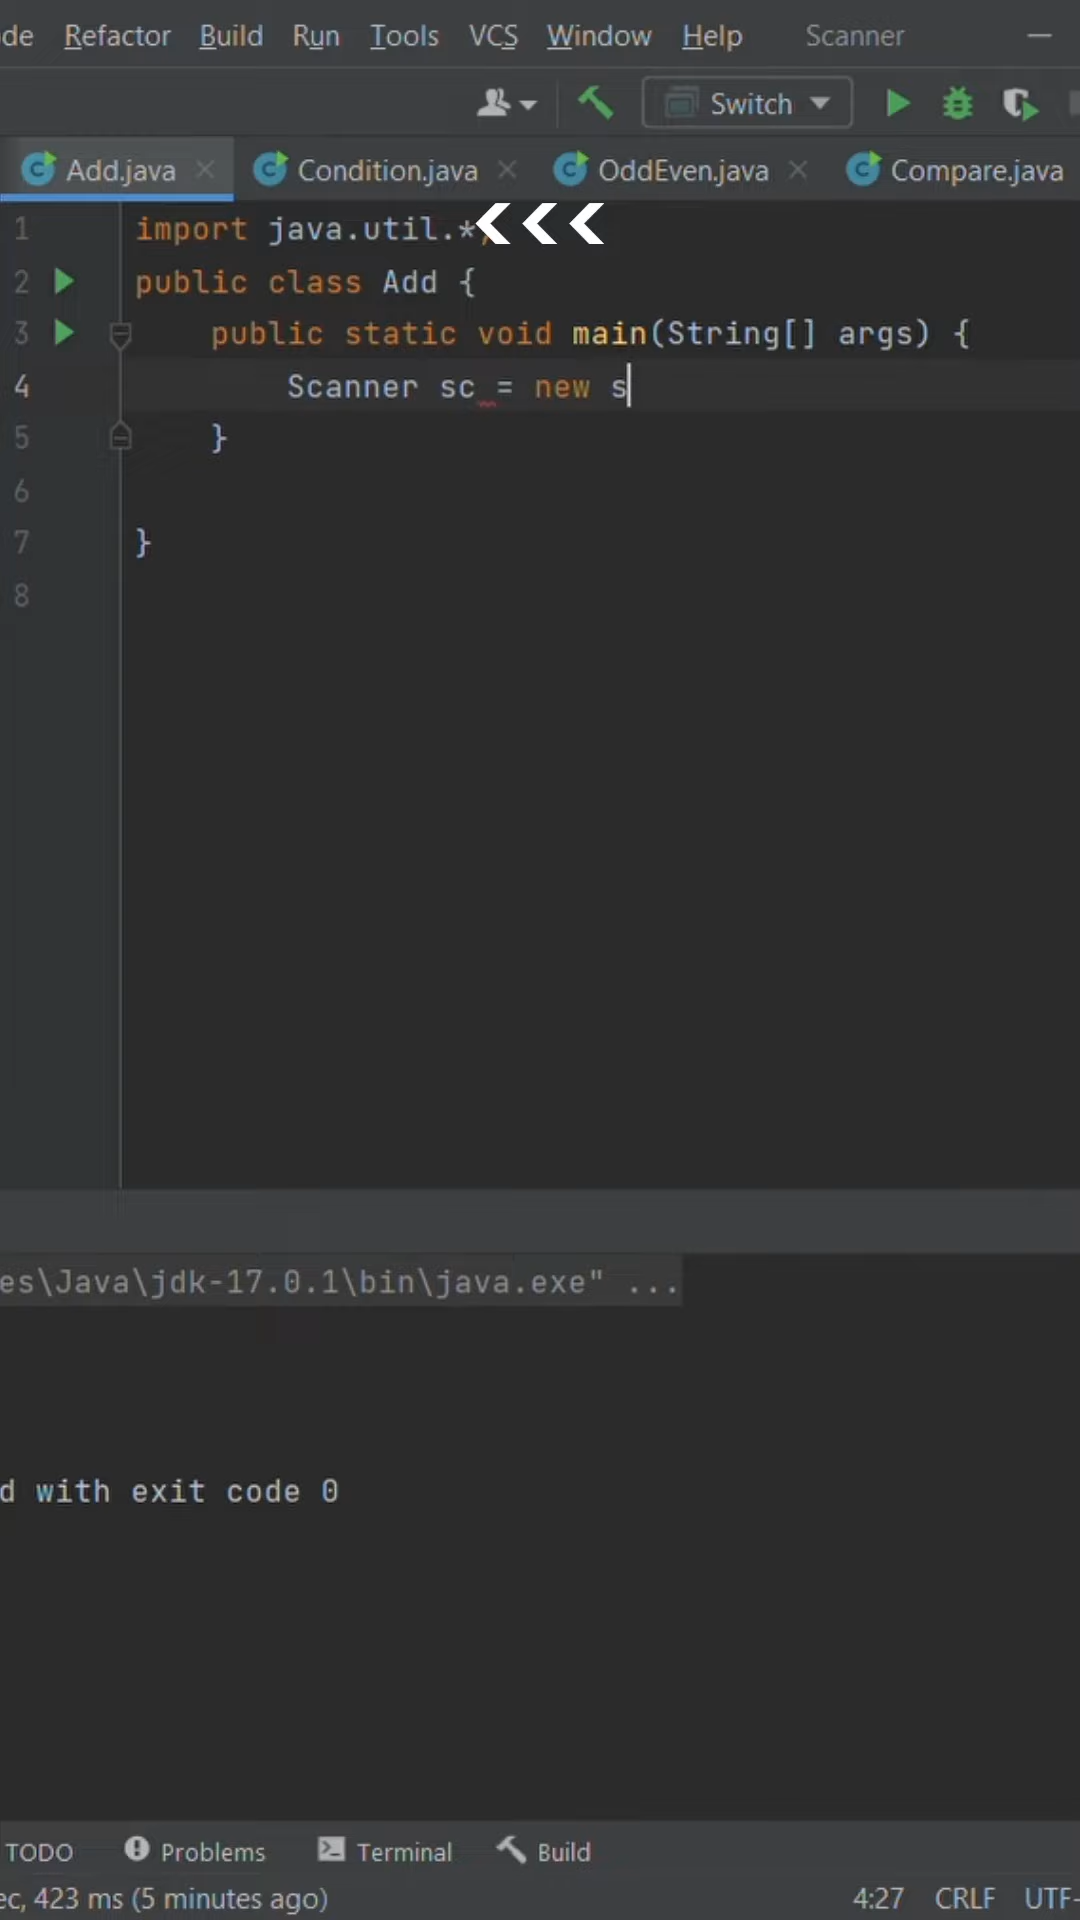 de Refactor Build Run Tools VCS Window Help Scanner
Switch
Add.java Condition.java OddEven.java Compare.java
1 import java.util.*;
2 public class Add {
3 public static void main(String[] args) {
4 Scanner sc = new s
5 }
6
7 }
8
es\Java\jdk-17.0.1\bin\java.exe" ...
d with exit code 0
TODO Problems Terminal Build
ec, 423 ms (5 minutes ago) 4:27 CRLF UTF-